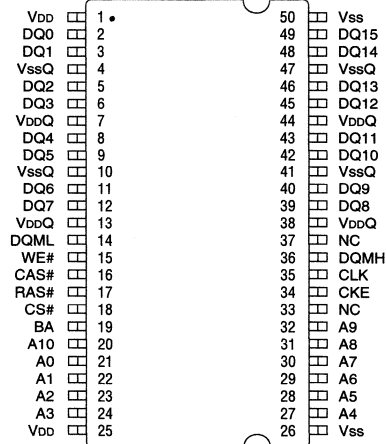 VDD 1 50 Vss
DQ0 2 49 DQ15
DQ1 3 48 DQ14
VssQ 4 47 VssQ
DQ2 5 46 DQ13
DQ3 6 45 DQ12
VDDQ 7 44 VDDQ
DQ4 8 43 DQ11
DQ5 9 42 DQ10
VssQ 10 41 VssQ
DQ6 11 40 DQ9
DQ7 12 39 DQ8
VDDQ 13 38 VDDQ
DQML 14 37 NC
WE# 15 36 DQMH
CAS# 16 35 CLK
RAS# 17 34 CKE
CS# 18 33 NC
BA 19 32 A9
A10 20 31 A8
A0 21 30 A7
A1 22 29 A6
A2 23 28 A5
A3 24 27 A4
VDD 25 26 Vss